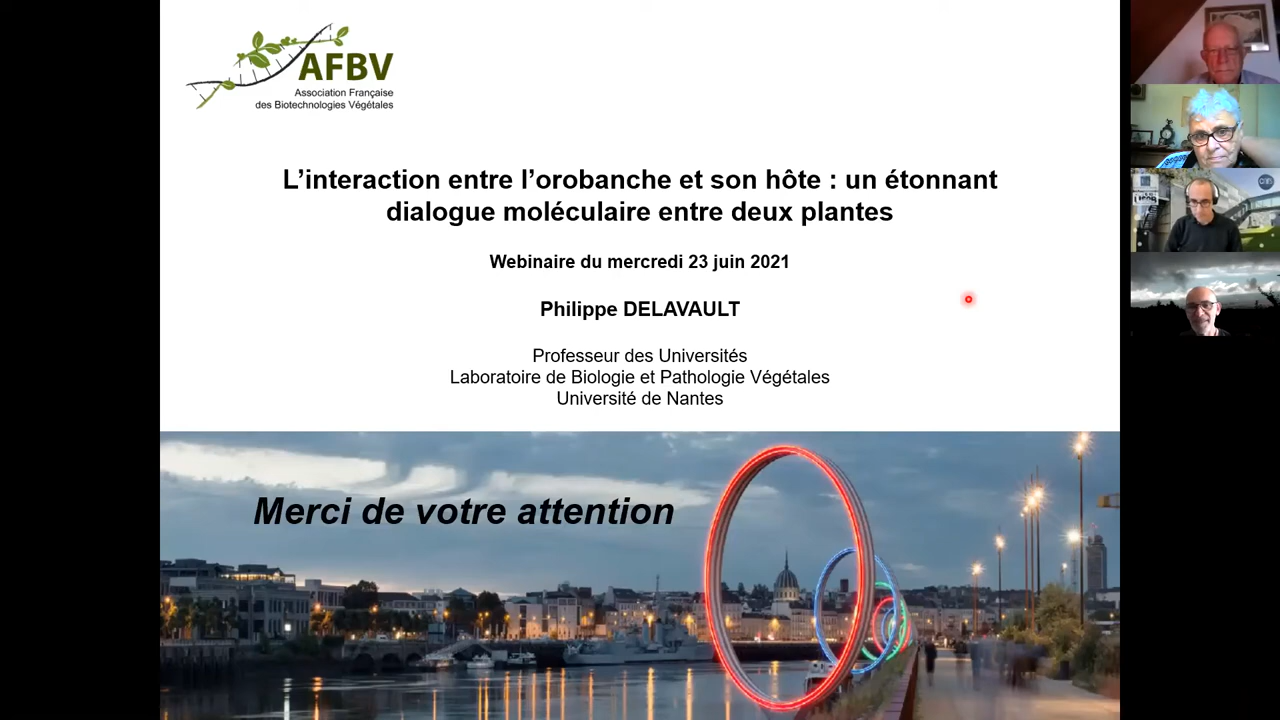 AFBV
Association Française
des Biotechnologies Végétales
L'interaction entre l'orobanche et son hôte : un étonnant
dialogue moléculaire entre deux plantes
Webinaire du mercredi 23 juin 2021
Philippe DELAVAULT
Professeur des Universités
Laboratoire de Biologie et Pathologie Végétales
Université de Nantes
Merci de votre attention